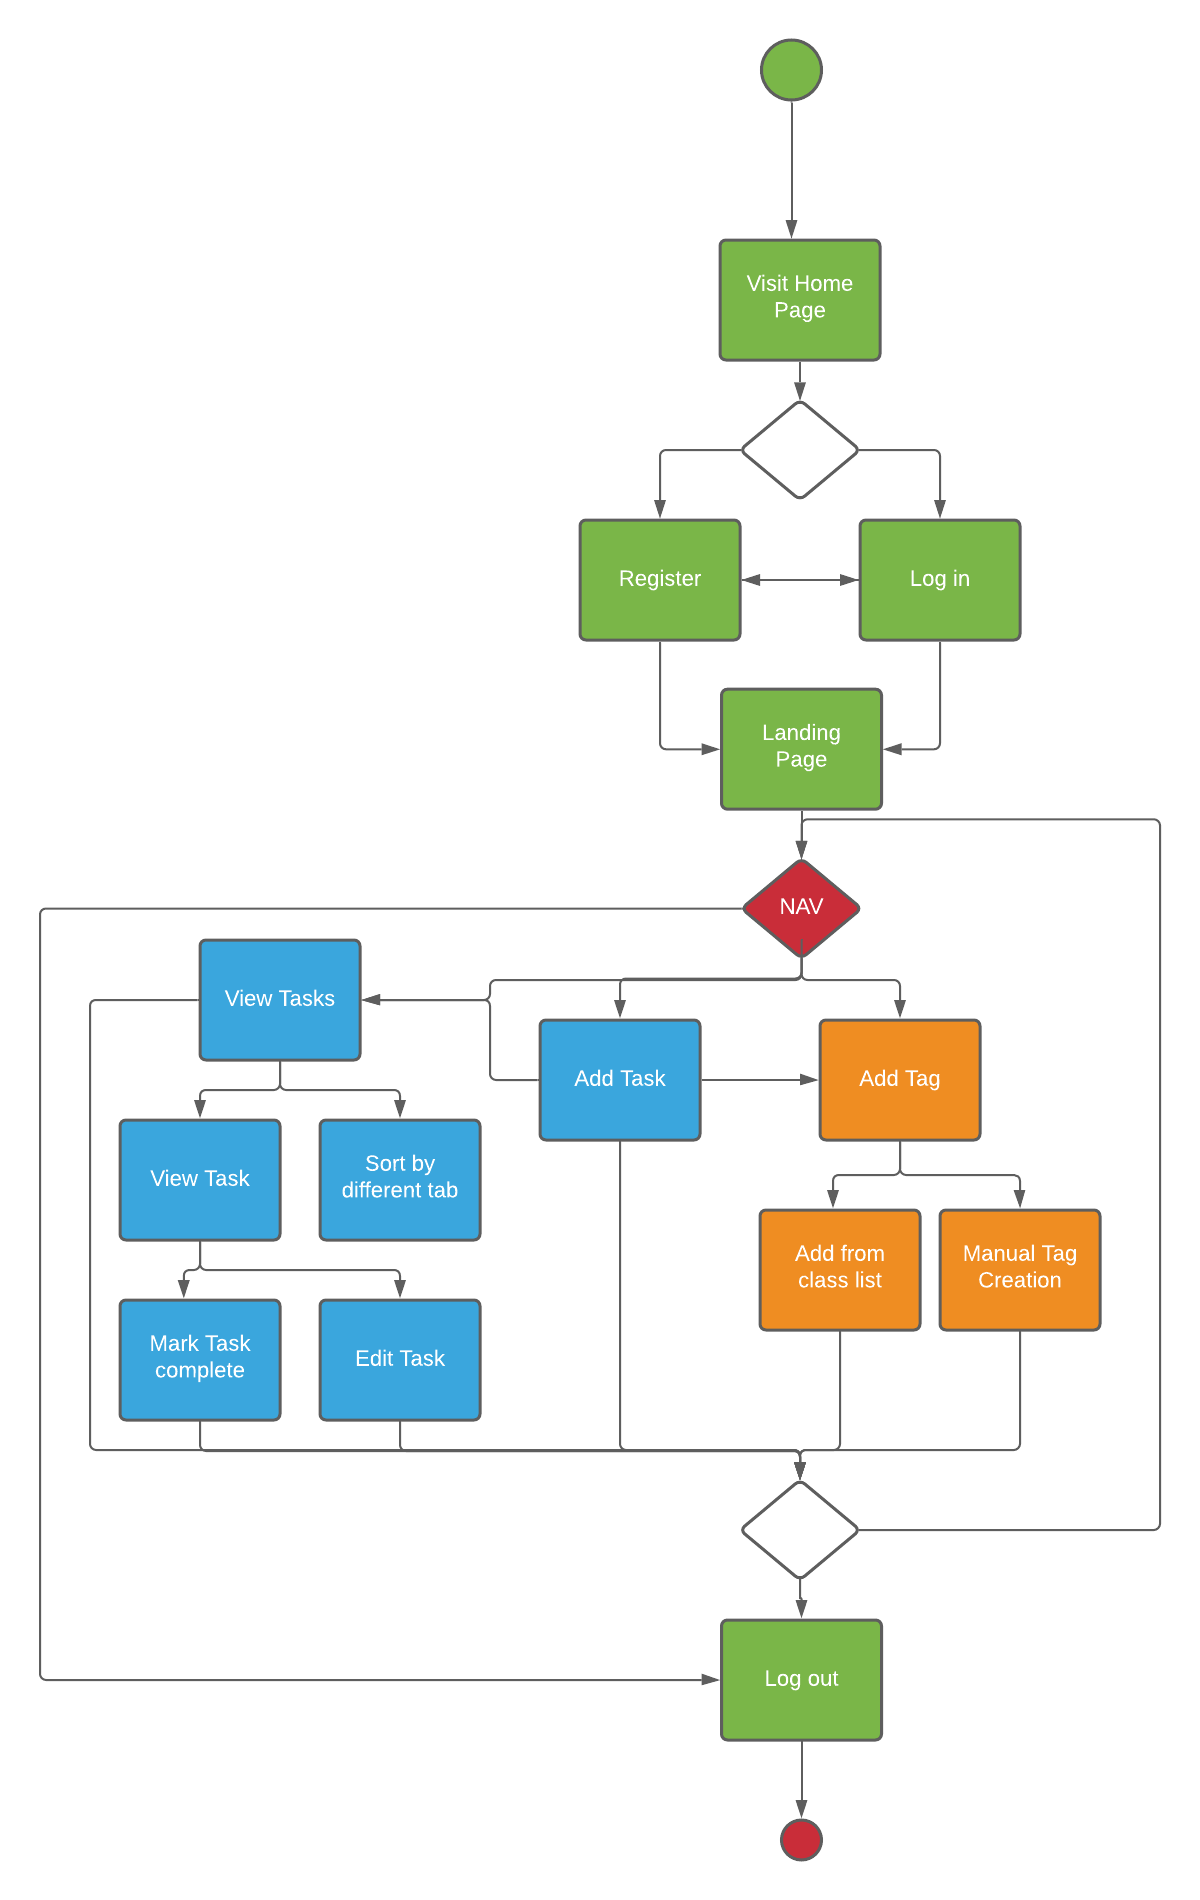 Visit Home
Page
Register
Log in
Landing
Page
NAV
View Tasks
Add Task
Add Tag
View Task
Sort by
different tab
Add from
class list
Manual Tag
Creation
Mark Task
complete
Edit Task
Log out